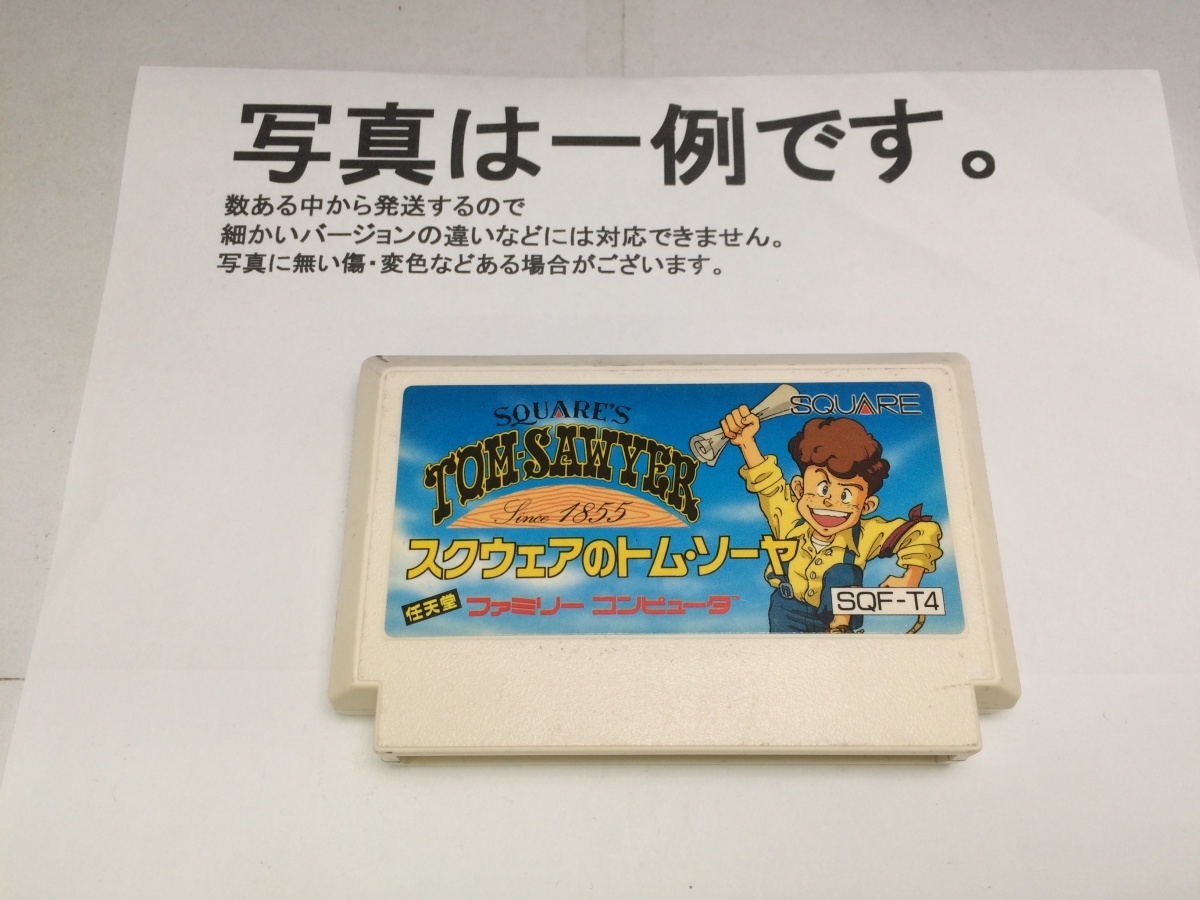 写真は一例です。
数ある中から発送するので
細かいバージョンの違いなどには対応できません。
写真に無い傷・変色などある場合がございます。
SQUARE
SQUARE'S
TOM·SAWYER
Since 1855
スクウェアのトム・ソーヤ
任天堂 ファミリー コンピュータ
SQF-T4